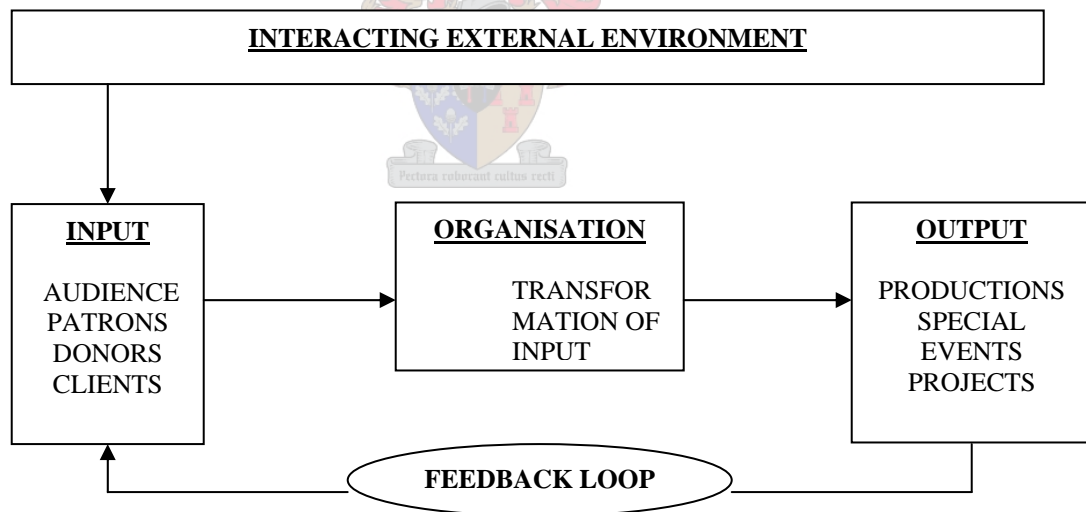 INTERACTING EXTERNAL ENVIRONMENT
Pectora roborant cultus recti
INPUT
AUDIENCE
PATRONS
DONORS
CLIENTS
ORGANISATION
TRANSFOR
MATION OF
INPUT
OUTPUT
PRODUCTIONS
SPECIAL
EVENTS
PROJECTS
FEEDBACK LOOP